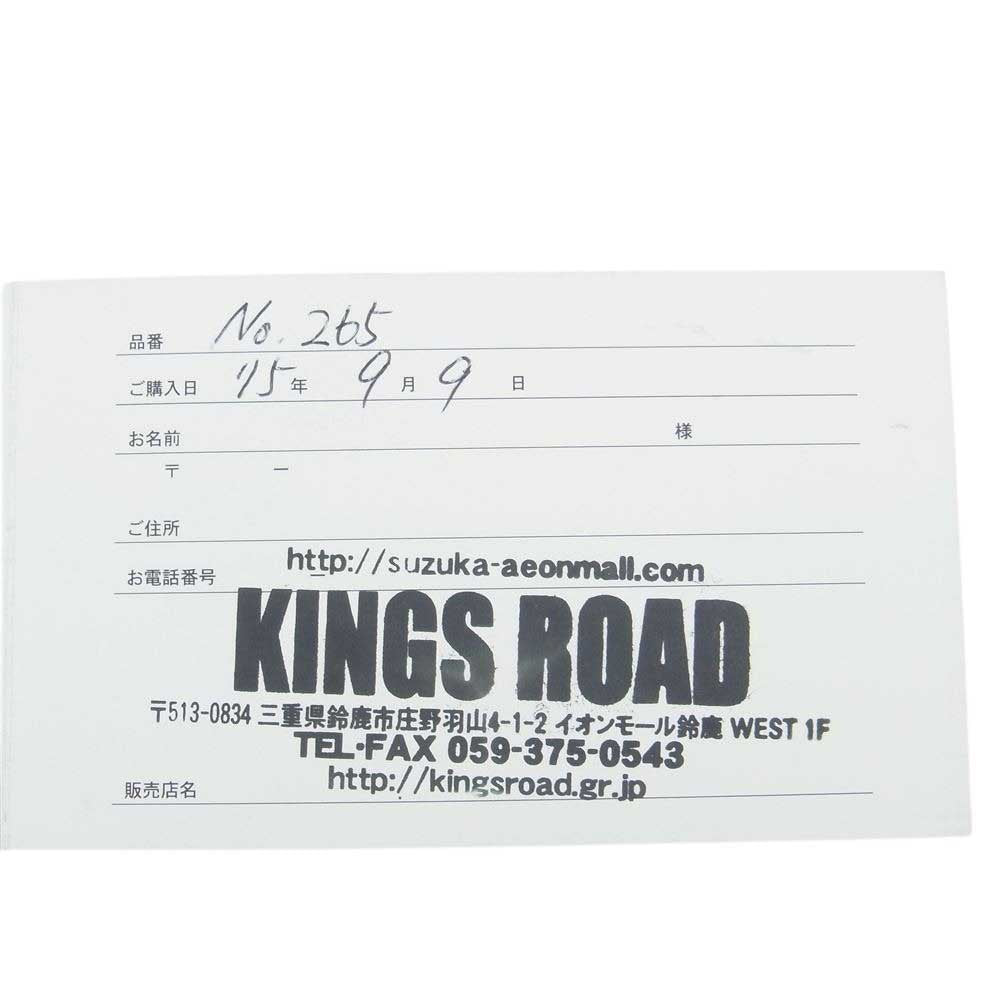 品番 No. 265
ご購入日 '15年 9月 9日
お名前 様
〒 ー
ご住所
http://suzuka-aeonmall.com
お電話番号
KINGS ROAD
〒513-0834 三重県鈴鹿市庄野羽山4-1-2 イオンモール鈴鹿 WEST 1F
TEL・FAX 059-375-0543
http://kingsroad.gr.jp
販売店名